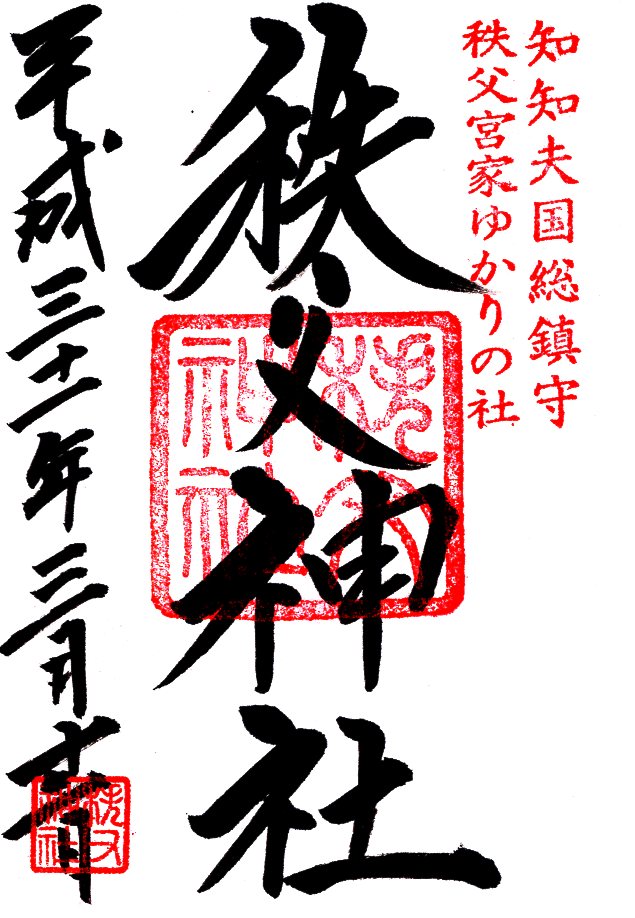 知知夫国総鎮守
秩父宮家ゆかりの社
秩父神社
秩父
神社
平成三十一年三月十一日
秩父
神社